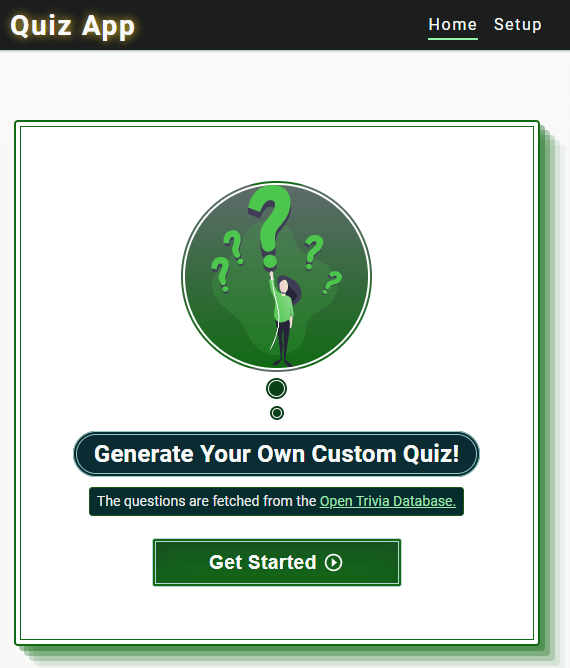 Quiz App
Home Setup
?
? ?
? ?
Generate Your Own Custom Quiz!
The questions are fetched from the Open Trivia Database.
Get Started